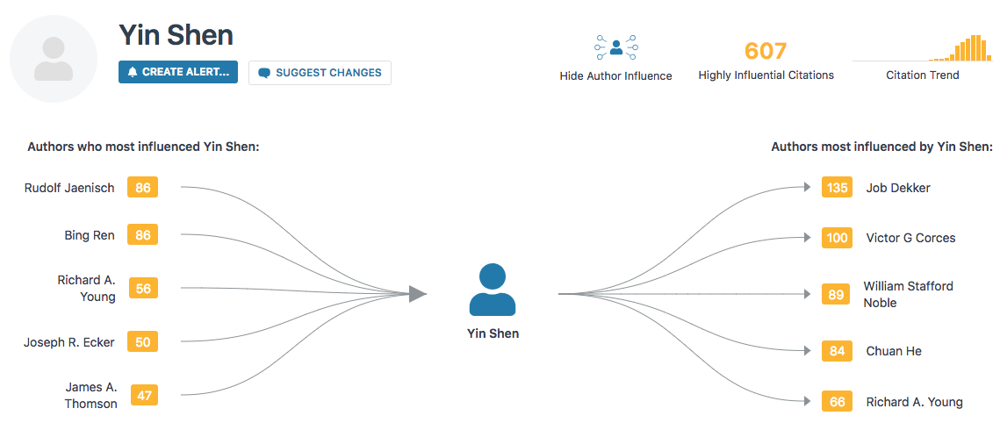 Yin Shen
CREATE ALERT...
SUGGEST CHANGES
Hide Author Influence
607
Highly Influential Citations
Citation Trend
Authors who most influenced Yin Shen:
Rudolf Jaenisch 86
Bing Ren 86
Richard A.
Young 56
Joseph R. Ecker 50
James A.
Thomson 47
Yin Shen
Authors most influenced by Yin Shen:
135 Job Dekker
100 Victor G Corces
89 William Stafford
Noble
84 Chuan He
66 Richard A. Young